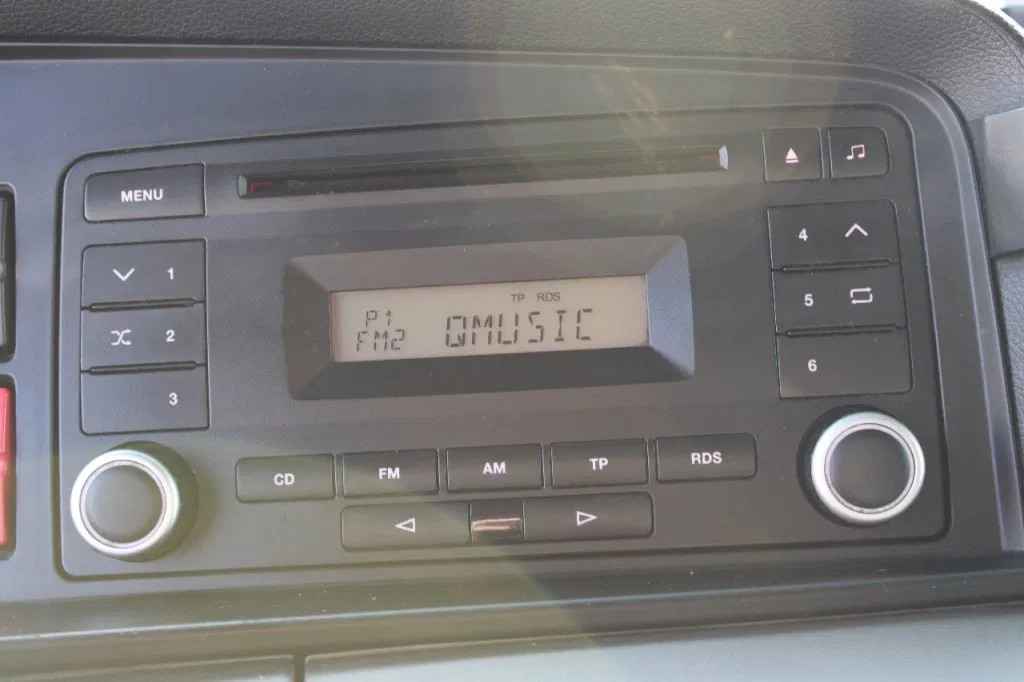 MENU
1
2
3
4
5
6
TP RDS
P1
FM2 QMUSIC
CD FM AM TP RDS